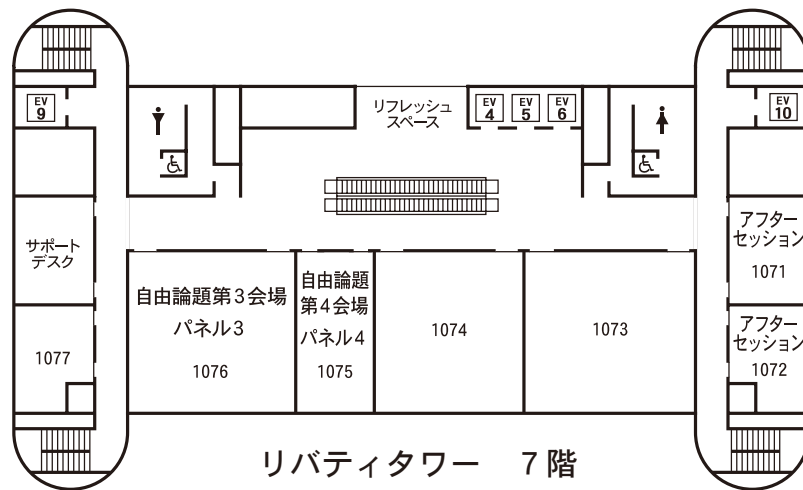 EV
9
リフレッシュ
スペース
EV
4
EV
5
EV
6
EV
10
サポート
デスク
アフター
セッション
1071
自由論題第３会場
パネル３
1076
自由論題
第４会場
パネル４
1075
1074
1073
1077
アフター
セッション
1072
リバティタワー　７階